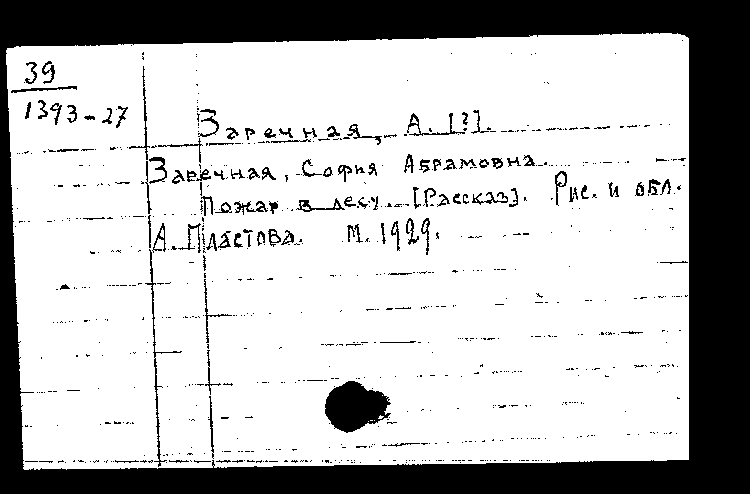 39
1393-27
Заречная, А. [?].
Заречная, София Абрамовна.
Пожар в лесу. [Рассказ]. Рис. и обл.
А. Пластова. М. 1929.